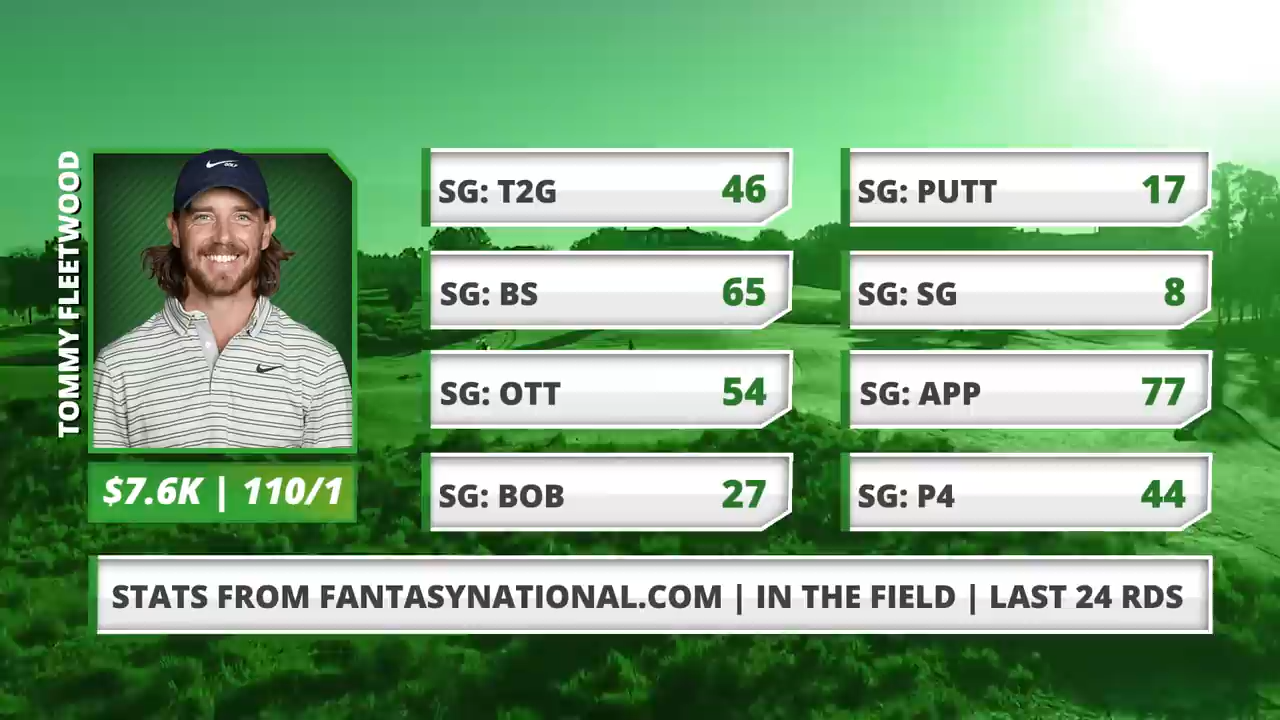 TOMMY FLEETWOOD
$7.6K | 110/1
SG: T2G 46
SG: PUTT 17
SG: BS 65
SG: SG 8
SG: OTT 54
SG: APP 77
SG: BOB 27
SG: P4 44
STATS FROM FANTASYNATIONAL.COM | IN THE FIELD | LAST 24 RDS